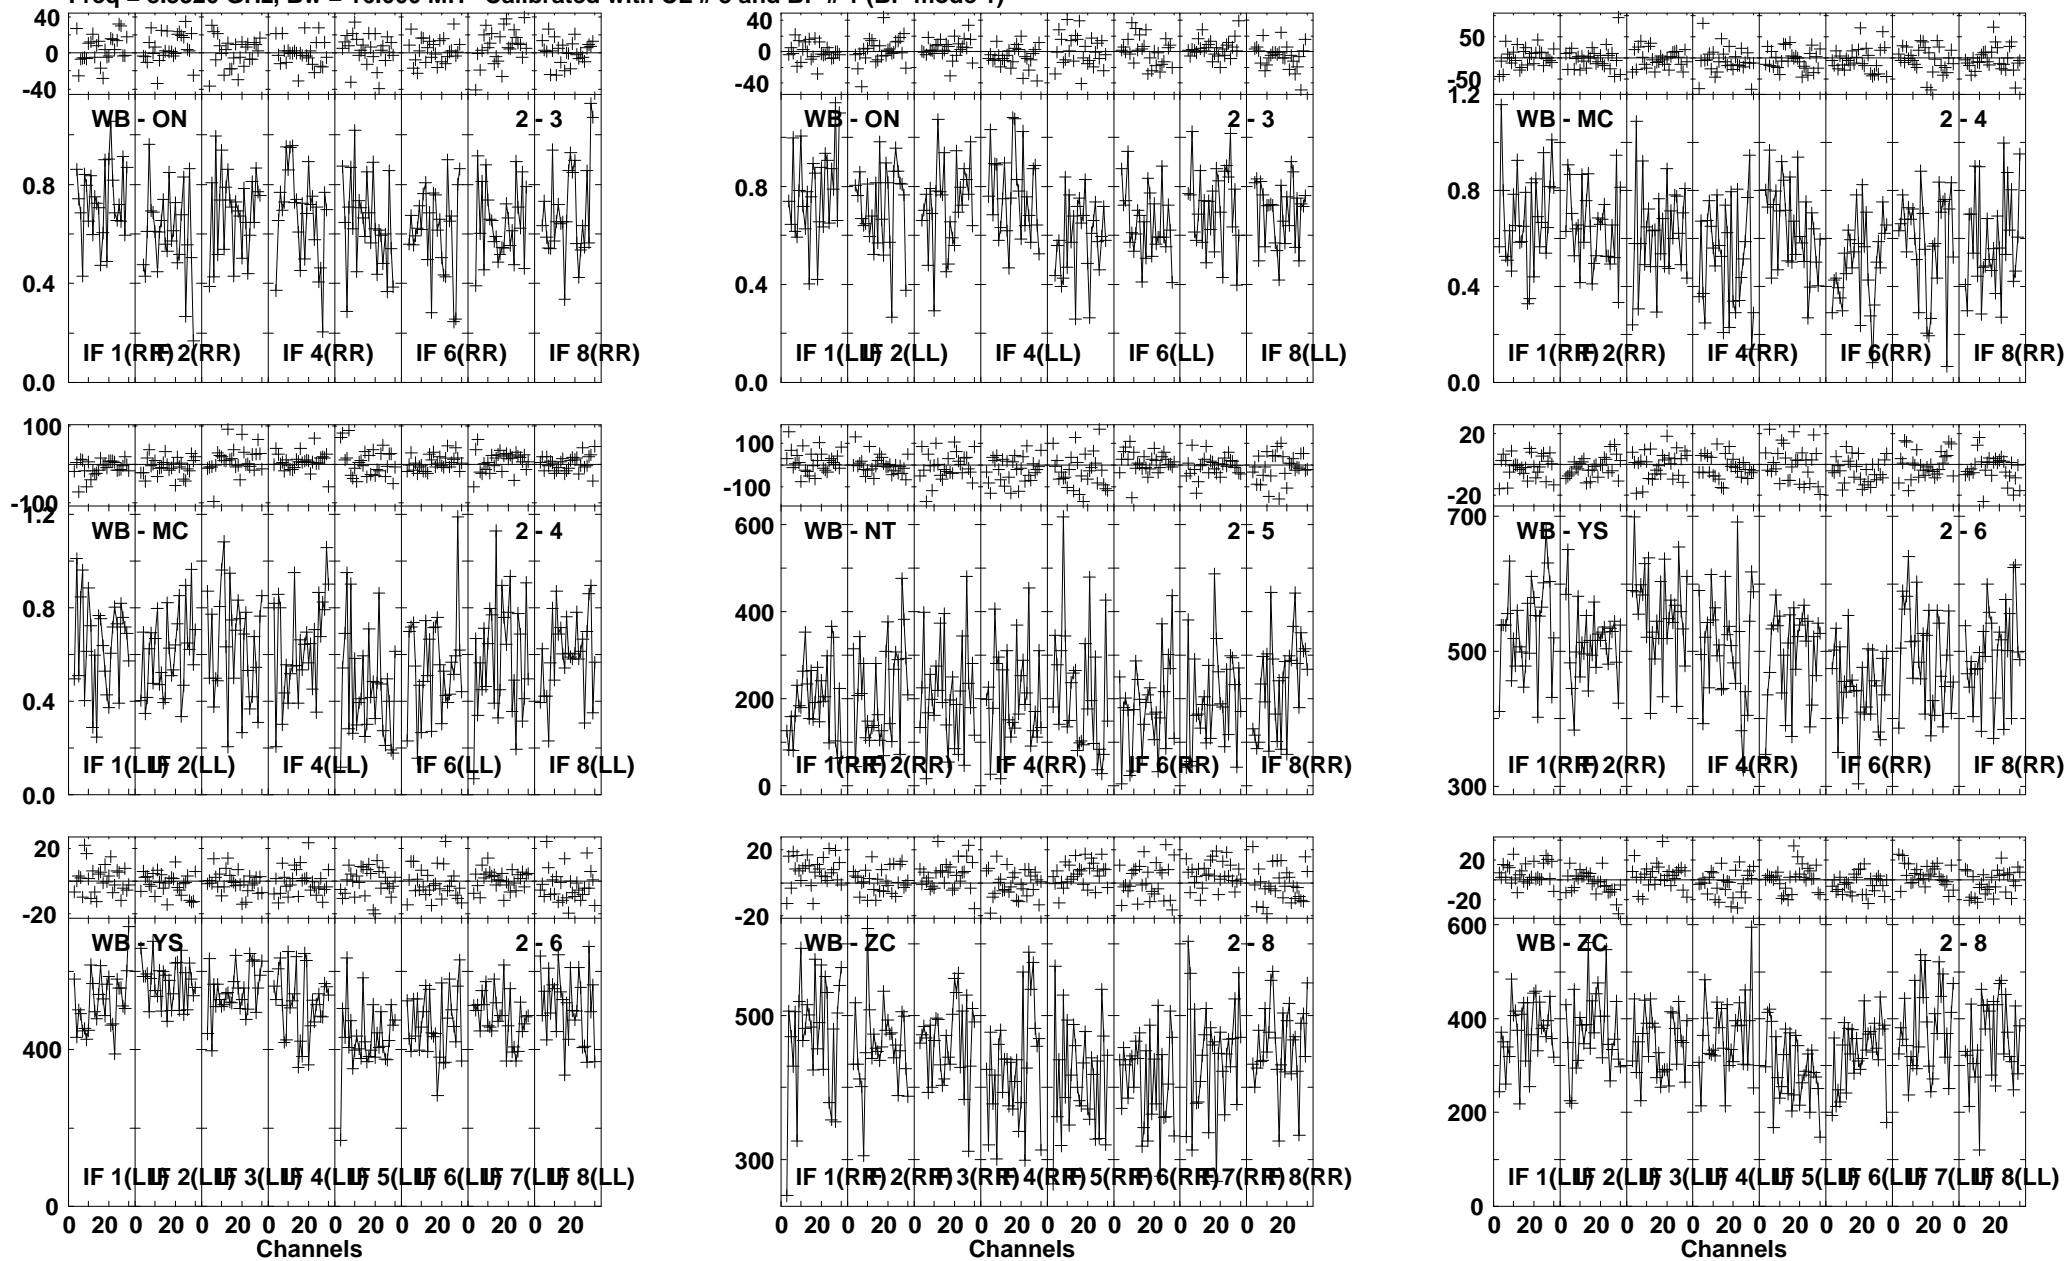 40
0
-40
WB - ON
2 - 3
0.8
0.4
0.0
IF 1(RR)
IF 2(RR)
IF 4(RR)
IF 6(RR)
IF 8(RR)
40
0
-40
WB - ON
2 - 3
0.8
0.4
0.0
IF 1(LL)
IF 2(LL)
IF 4(LL)
IF 6(LL)
IF 8(LL)
50
-50
1.2
WB - MC
2 - 4
0.8
0.4
0.0
IF 1(RR)
IF 2(RR)
IF 4(RR)
IF 6(RR)
IF 8(RR)
100
-100
1.2
WB - MC
2 - 4
0.8
0.4
0.0
IF 1(LL)
IF 2(LL)
IF 4(LL)
IF 6(LL)
IF 8(LL)
100
-100
600
WB - NT
2 - 5
400
200
0
IF 1(RR)
IF 2(RR)
IF 4(RR)
IF 6(RR)
IF 8(RR)
20
-20
700
WB - YS
2 - 6
500
300
IF 1(RR)
IF 2(RR)
IF 4(RR)
IF 6(RR)
IF 8(RR)
20
-20
WB - YS
2 - 6
400
0
IF 1(LL)
IF 2(LL)
IF 3(LL)
IF 4(LL)
IF 5(LL)
IF 6(LL)
IF 7(LL)
IF 8(LL)
0 20 0 20 0 20 0 20 0 20 0 20 0 20 0 20
Channels
20
-20
WB - ZC
2 - 8
500
300
IF 1(RR)
IF 2(RR)
IF 3(RR)
IF 4(RR)
IF 5(RR)
IF 6(RR)
IF 7(RR)
IF 8(RR)
0 20 0 20 0 20 0 20 0 20 0 20 0 20 0 20
Channels
20
-20
600
WB - ZC
2 - 8
400
200
0
IF 1(LL)
IF 2(LL)
IF 3(LL)
IF 4(LL)
IF 5(LL)
IF 6(LL)
IF 7(LL)
IF 8(LL)
0 20 0 20 0 20 0 20 0 20 0 20 0 20 0 20
Channels